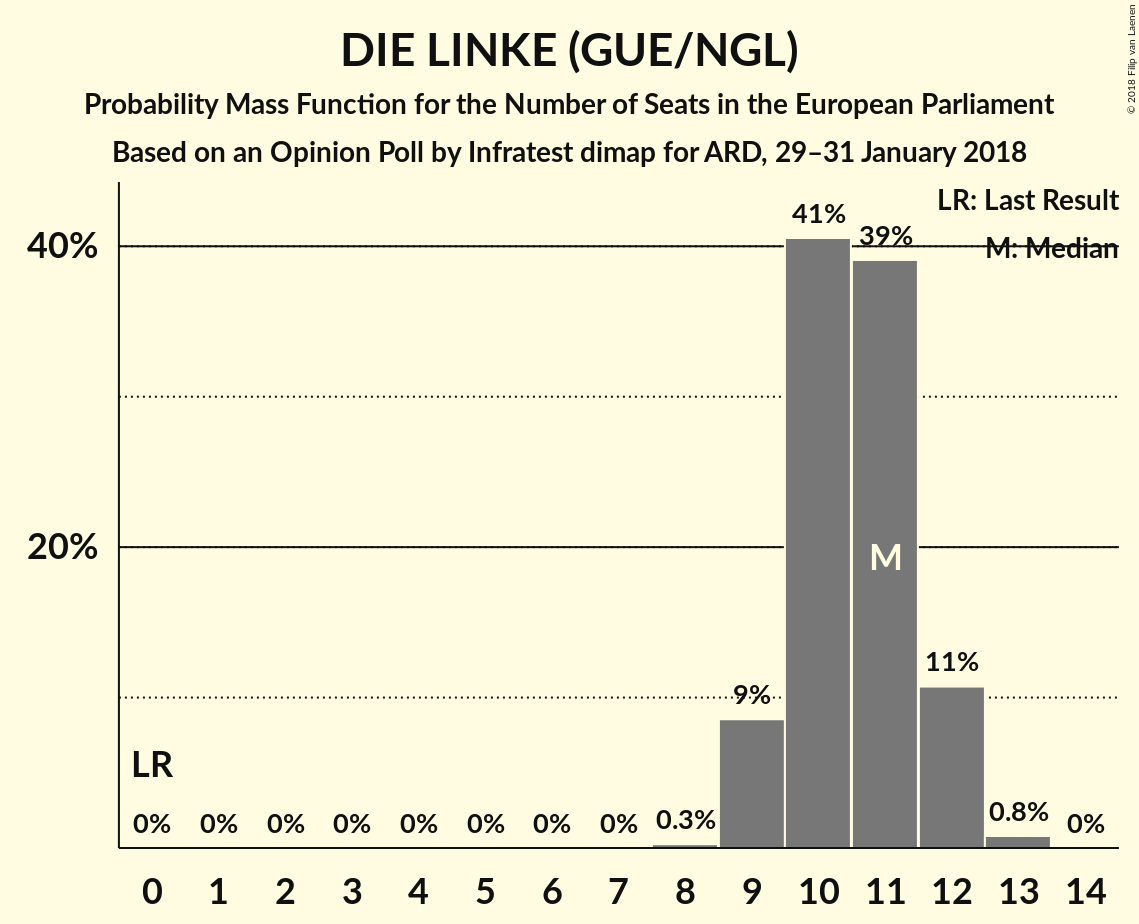 DIE LINKE (GUE/NGL)
Probability Mass Function for the Number of Seats in the European Parliament
Based on an Opinion Poll by Infratest dimap for ARD, 29–31 January 2018
© 2018 Filip van Laenen
LR: Last Result
M: Median
40%
20%
41%
39%
M
11%
9%
LR
0% 0% 0% 0% 0% 0% 0% 0% 0.3% 0.8% 0%
0 1 2 3 4 5 6 7 8 9 10 11 12 13 14